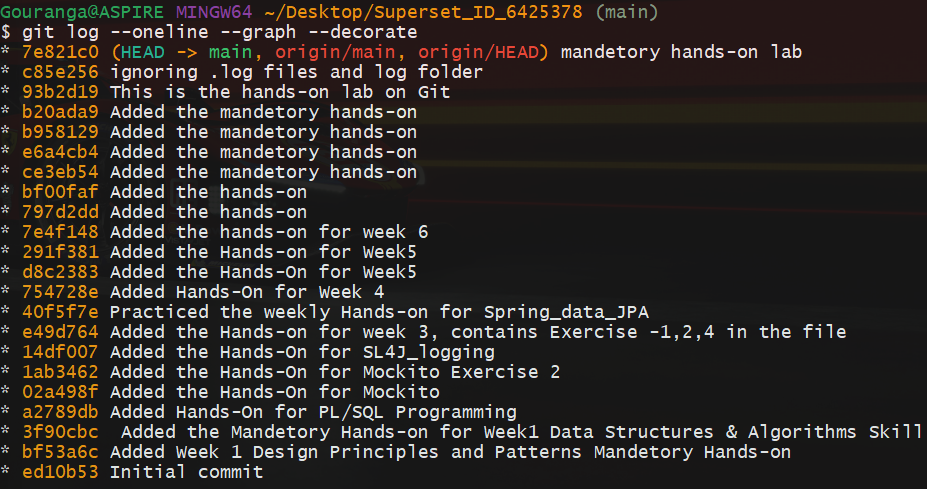 Gouranga@ASPIRE MINGW64 ~/Desktop/Superset_ID_6425378 (main)
$ git log --oneline --graph --decorate
* 7e821c0 (HEAD -> main, origin/main, origin/HEAD) mandetory hands-on lab
* c85e256 ignoring .log files and log folder
* 93b2d19 This is the hands-on lab on Git
* b20ada9 Added the mandetory hands-on
* b958129 Added the mandetory hands-on
* e6a4cb4 Added the mandetory hands-on
* ce3eb54 Added the mandetory hands-on
* bf00faf Added the hands-on
* 797d2dd Added the hands-on
* 7e4f148 Added the hands-on for week 6
* 291f381 Added the Hands-On for Week5
* d8c2383 Added the Hands-On for Week5
* 754728e Added Hands-On for Week 4
* 40f5f7e Practiced the weekly Hands-on for Spring_data_JPA
* e49d764 Added the Hands-on for week 3, contains Exercise -1,2,4 in the file
* 14df007 Added the Hands-On for SL4J_logging
* 1ab3462 Added the Hands-On for Mockito Exercise 2
* 02a498f Added the Hands-On for Mockito
* a2789db Added Hands-On for PL/SQL Programming
* 3f90cbc  Added the Mandetory Hands-on for Week1 Data Structures & Algorithms Skill
* bf53a6c Added Week 1 Design Principles and Patterns Mandetory Hands-on
* ed10b53 Initial commit